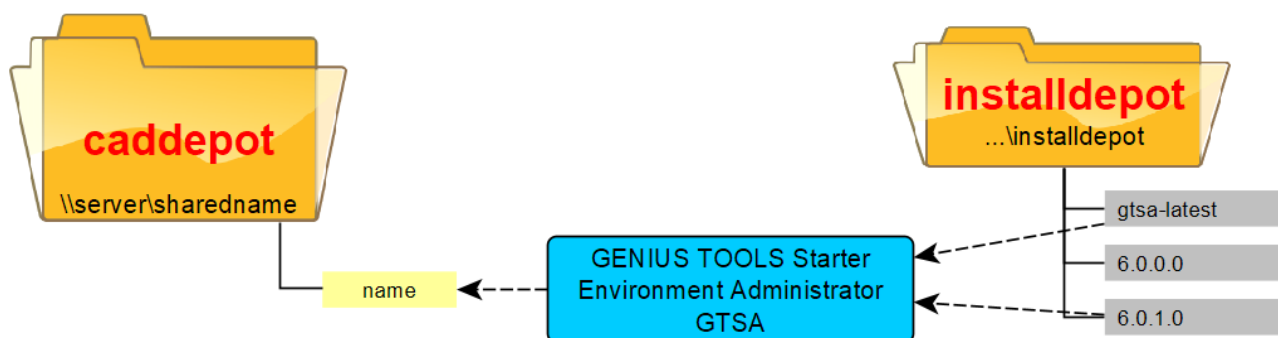 caddepot
\\server\sharedname
name
GENIUS TOOLS Starter
Environment Administrator
GTSA
installdepot
...\installdepot
gtsa-latest
6.0.0.0
6.0.1.0